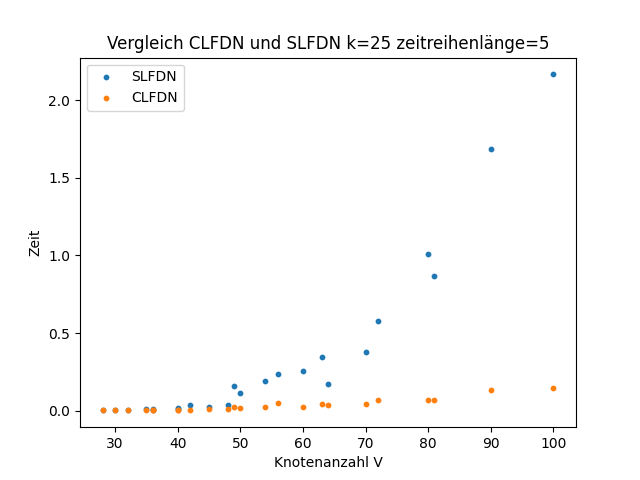 Vergleich CLFDN und SLFDN k=25 zeitreihenlänge=5
SLFDN
CLFDN
2.0
1.5
1.0
0.5
0.0
Zeit
30 40 50 60 70 80 90 100
Knotenanzahl V